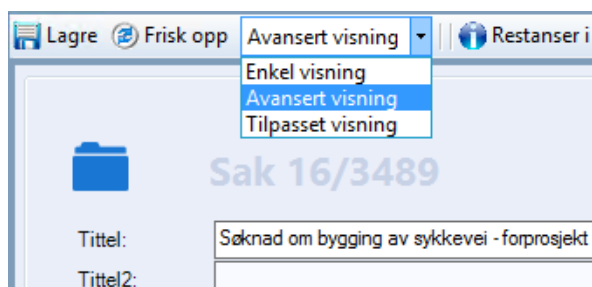 Lagre Frisk opp Avansert visning Restanser i
Enkel visning
Avansert visning
Tilpasset visning
Sak 16/3489
Tittel: Søknad om bygging av sykkevei - forprosjekt
Tittel2: